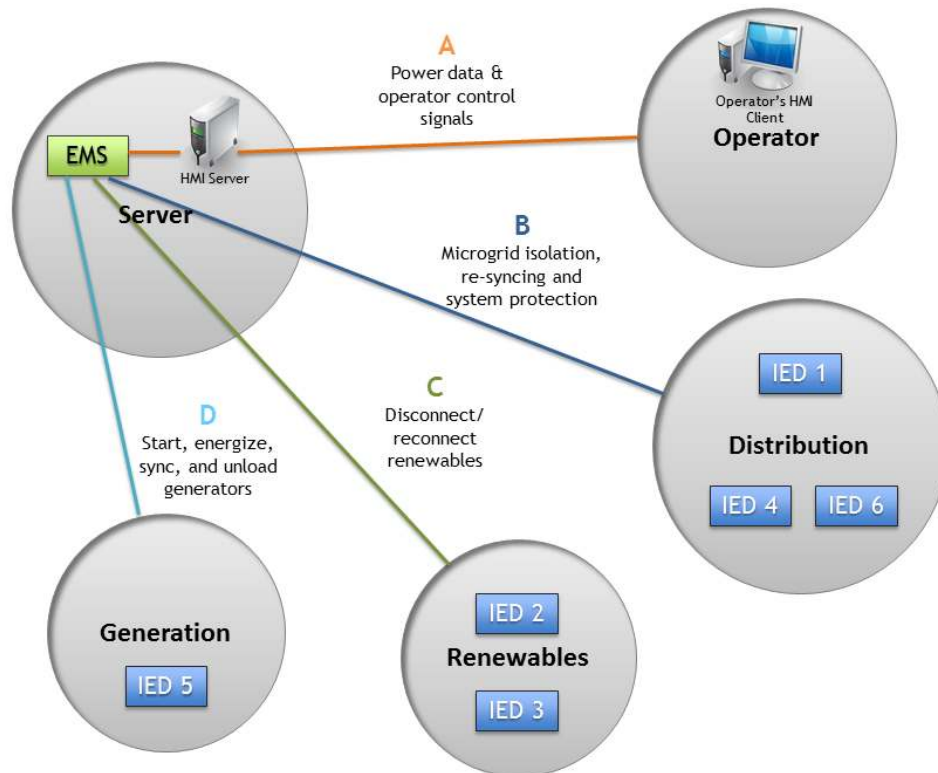 A
Power data &
operator control
signals
Operator's HMI
Client
Operator
EMS
HMI Server
Server
B
Microgrid isolation,
re-syncing and
system protection
IED 1
Distribution
IED 4
IED 6
C
Disconnect/
reconnect
renewables
D
Start, energize,
sync, and unload
generators
Generation
IED 5
IED 2
Renewables
IED 3